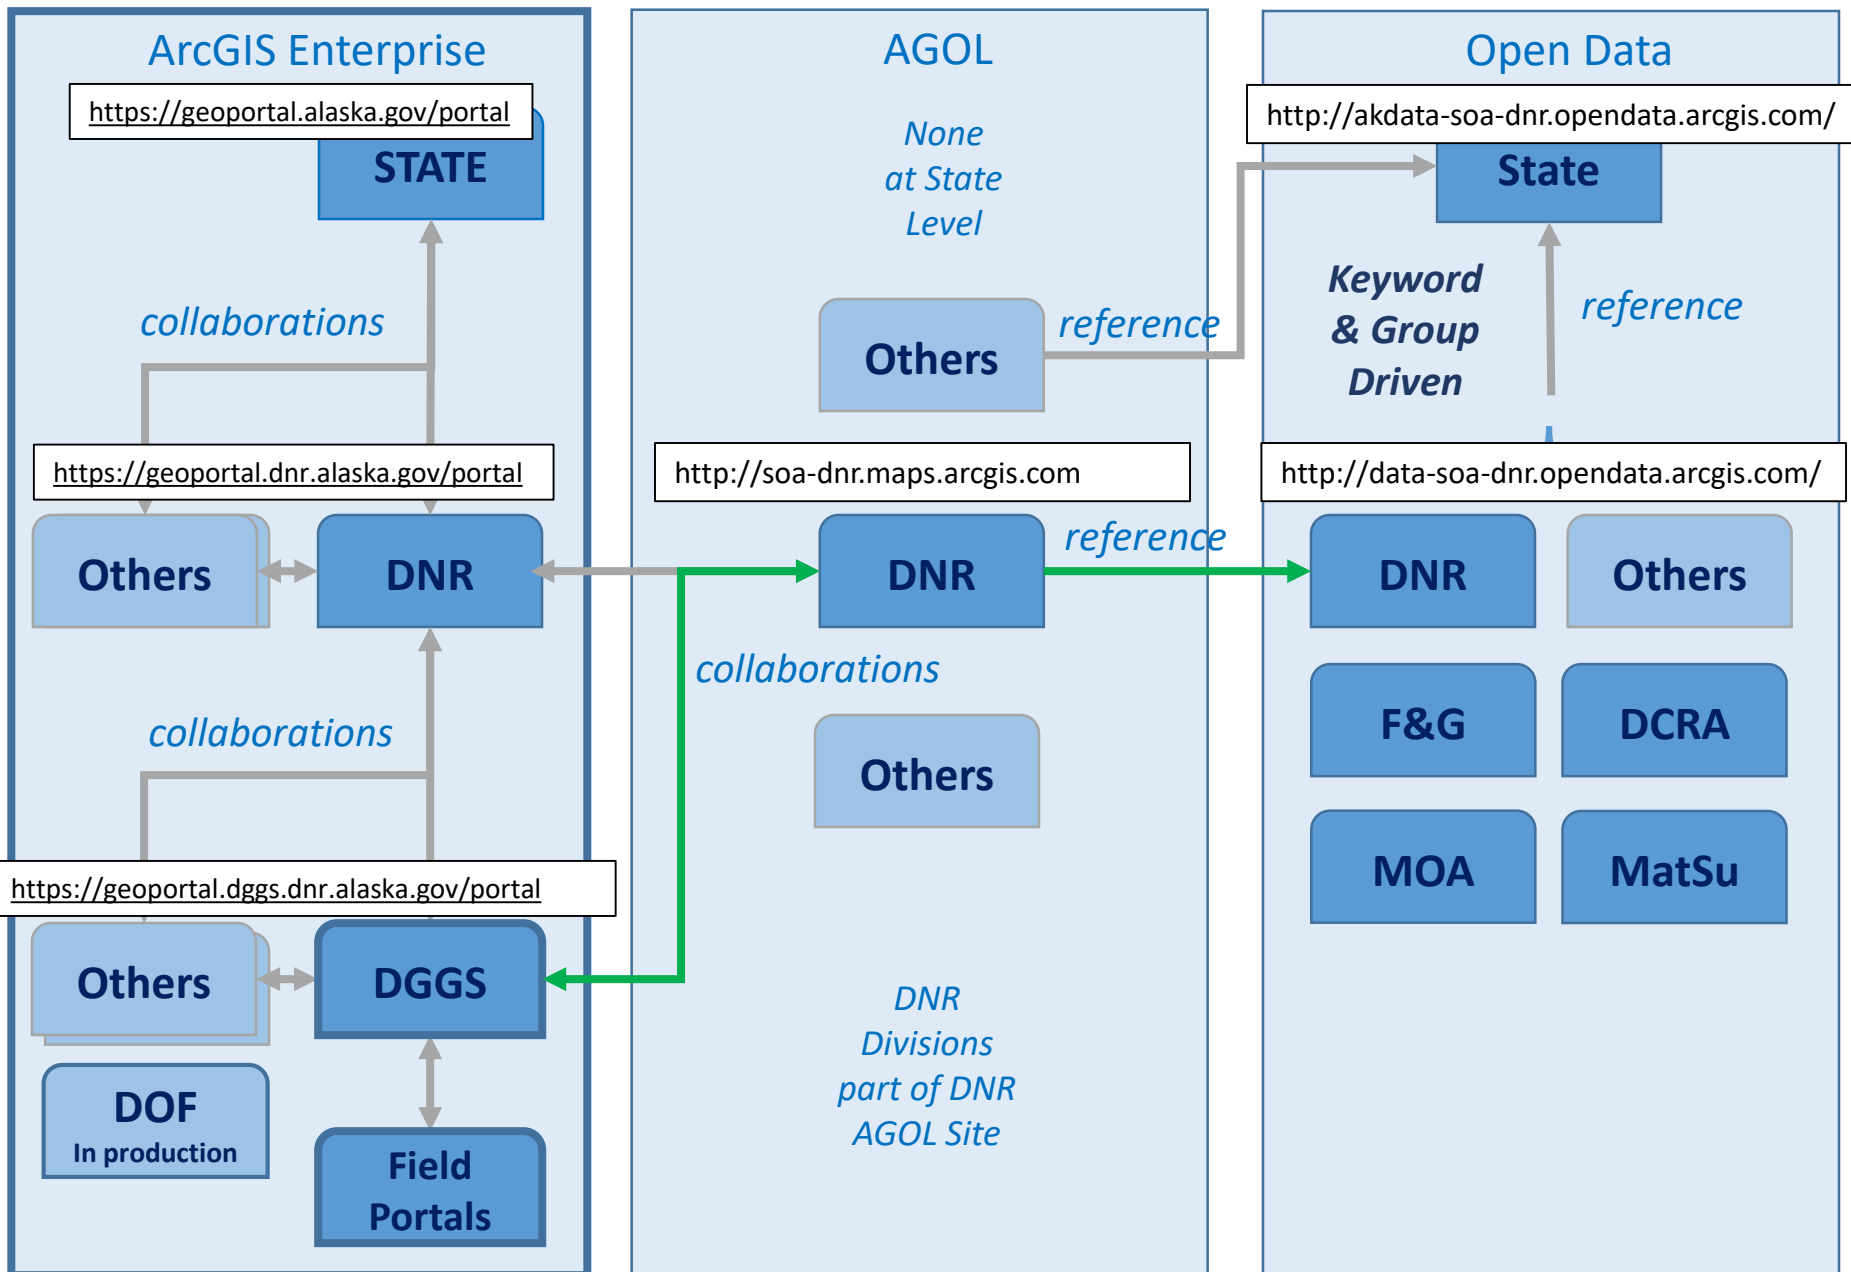 ArcGIS Enterprise
https://geoportal.alaska.gov/portal
STATE
collaborations
https://geoportal.dnr.alaska.gov/portal
Others
DNR
collaborations
https://geoportal.dggs.dnr.alaska.gov/portal
Others
DGGS
DOF
In production
Field
Portals
AGOL
None
at State
Level
Others
reference
http://soa-dnr.maps.arcgis.com
DNR
reference
collaborations
Others
DNR
Divisions
part of DNR
AGOL Site
Open Data
http://akdata-soa-dnr.opendata.arcgis.com/
State
Keyword
& Group
Driven
reference
http://data-soa-dnr.opendata.arcgis.com/
DNR
Others
F&G
DCRA
MOA
MatSu